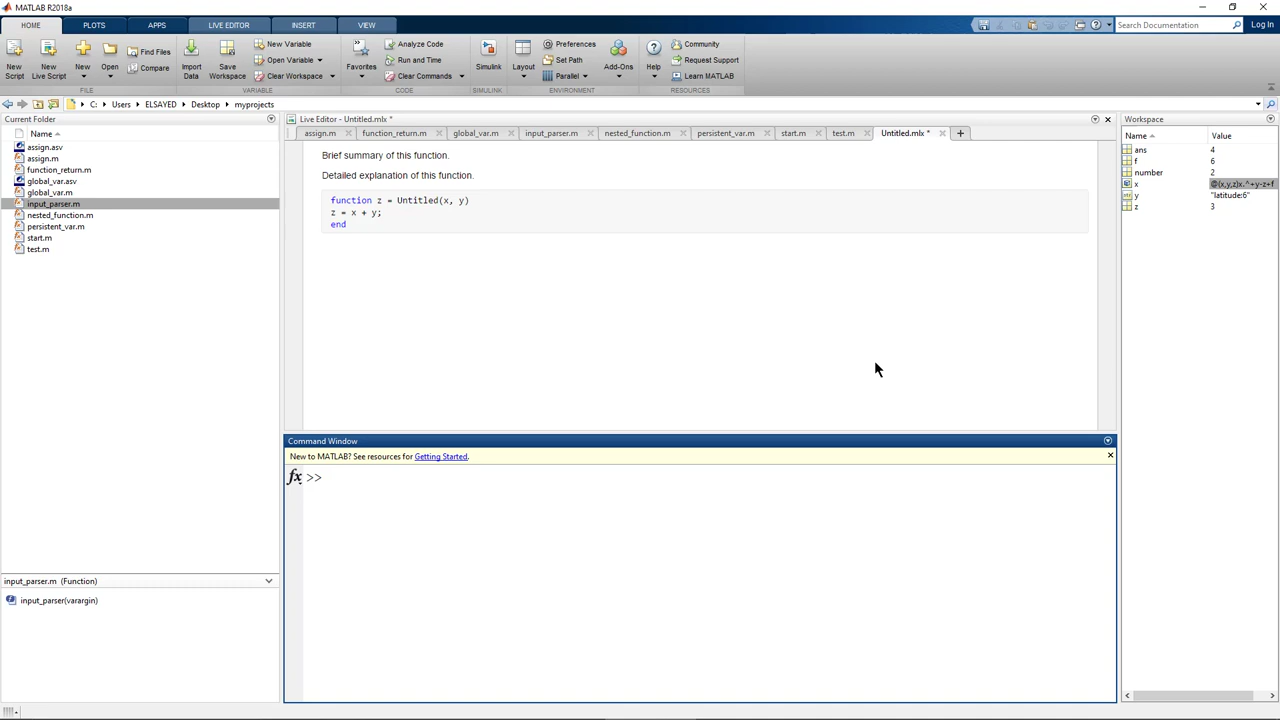 MATLAB R2018a
HOME PLOTS APPS LIVE EDITOR INSERT VIEW
Search Documentation Log In
New Script
New Live Script
New
Open
Find Files
Compare
Import Data
Save Workspace
New Variable
Open Variable
Clear Workspace
Favorites
Analyze Code
Run and Time
Clear Commands
Simulink
Layout
Preferences
Set Path
Parallel
Add-Ons
Help
Community
Request Support
Learn MATLAB
FILE VARIABLE CODE SIMULINK ENVIRONMENT RESOURCES
C: Users ELSAYED Desktop myprojects
Current Folder
Name
assign.asv
assign.m
function_return.m
global_var.asv
global_var.m
input_parser.m
nested_function.m
persistent_var.m
start.m
test.m
input_parser.m (Function)
input_parser(varargin)
Live Editor - Untitled.mlx *
assign.m function_return.m global_var.m input_parser.m nested_function.m persistent_var.m start.m test.m Untitled.mlx *
Brief summary of this function.
Detailed explanation of this function.
function z = Untitled(x, y)
z = x + y;
end
Command Window
New to MATLAB? See resources for Getting Started.
fx >>
Workspace
Name Value
ans 4
f 6
number 2
x @(x,y,z)x.^+y-z+f
y "latitude:6"
z 3